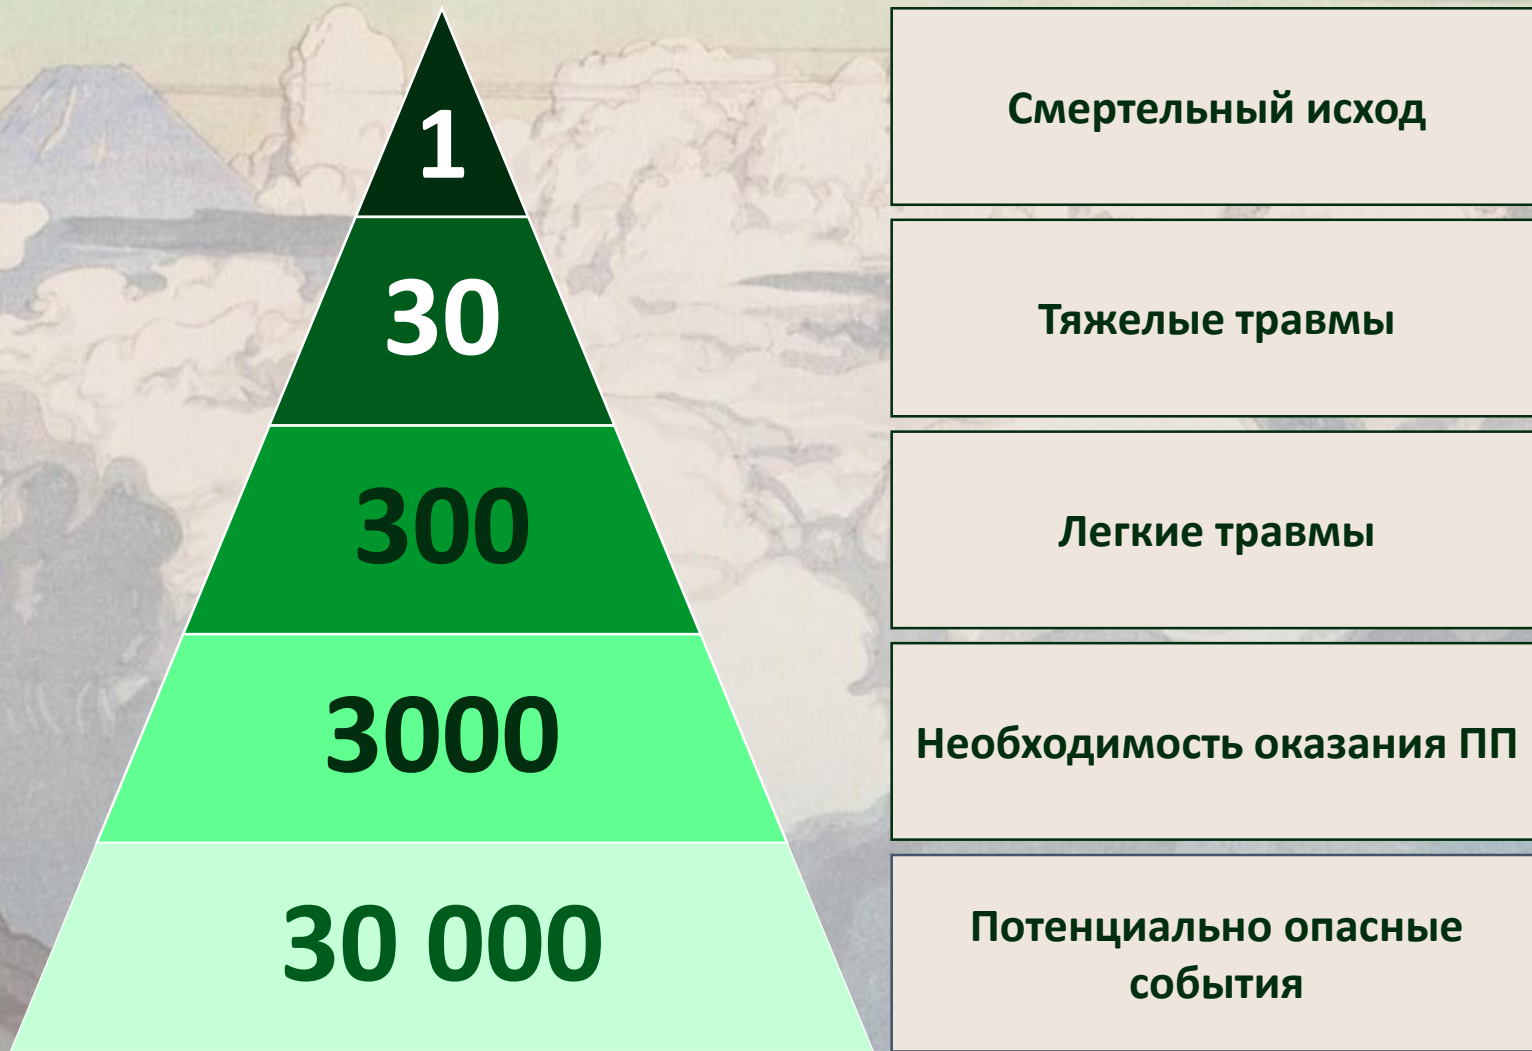 1
Смертельный исход
30
Тяжелые травмы
300
Легкие травмы
3000
Необходимость оказания ПП
30 000
Потенциально опасные
события